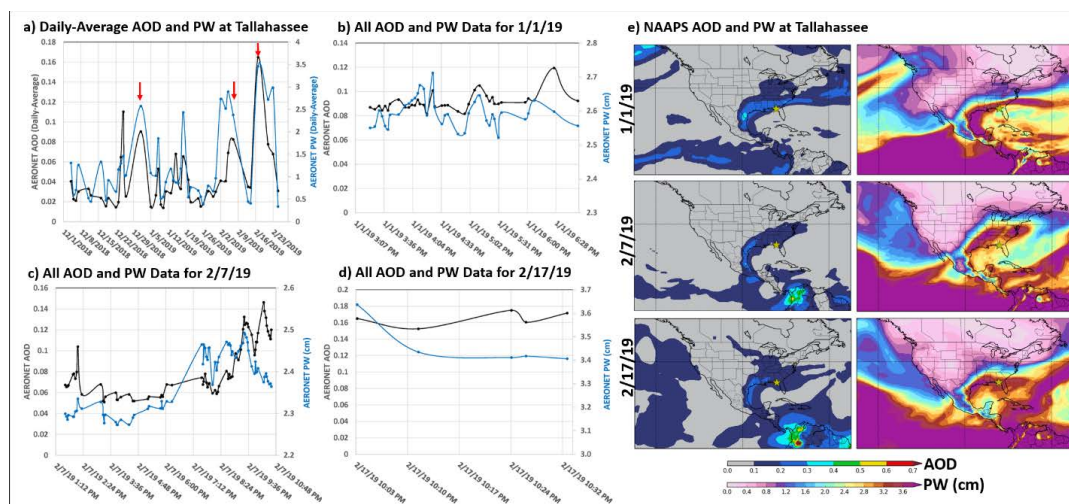 a) Daily-Average AOD and PW at Tallahassee
AERONET AOD (Daily-Average)
0.18
0.16
0.14
0.12
0.1
0.08
0.06
0.04
0.02
0
4
3.5
3
2.5
2
1.5
1
0.5
0
AERONET PW (Daily-Average)
12/1/2018
12/8/2018
12/15/2018
12/22/2018
12/29/2018
1/5/2019
1/12/2019
1/19/2019
1/26/2019
2/2/2019
2/9/2019
2/16/2019
2/23/2019
b) All AOD and PW Data for 1/1/19
AERONET AOD
0.14
0.12
0.1
0.08
0.06
0.04
0.02
0
2.8
2.7
2.6
2.5
2.4
2.3
AERONET PW (cm)
1/1/19 3:07 PM
1/1/19 3:36 PM
1/1/19 4:04 PM
1/1/19 4:33 PM
1/1/19 5:02 PM
1/1/19 5:31 PM
1/1/19 6:00 PM
1/1/19 6:28 PM
c) All AOD and PW Data for 2/7/19
AERONET AOD
0.16
0.14
0.12
0.1
0.08
0.06
0.04
0.02
0
2.6
2.5
2.4
2.3
2.2
AERONET PW (cm)
2/7/19 1:12 PM
2/7/19 2:24 PM
2/7/19 3:36 PM
2/7/19 4:48 PM
2/7/19 6:00 PM
2/7/19 7:12 PM
2/7/19 8:24 PM
2/7/19 9:36 PM
2/7/19 10:48 PM
d) All AOD and PW Data for 2/17/19
AERONET AOD
0.2
0.18
0.16
0.14
0.12
0.1
0.08
0.06
0.04
0.02
0
3.7
3.6
3.5
3.4
3.3
3.2
3.1
3.0
AERONET PW (cm)
2/17/19 10:03 PM
2/17/19 10:10 PM
2/17/19 10:17 PM
2/17/19 10:24 PM
2/17/19 10:32 PM
e) NAAPS AOD and PW at Tallahassee
1/1/19
2/7/19
2/17/19
0.0 0.1 0.2 0.3 0.4 0.5 0.6 0.7 AOD
0.0 0.4 0.8 1.2 1.6 2.0 2.4 2.8 3.2 3.6 PW (cm)